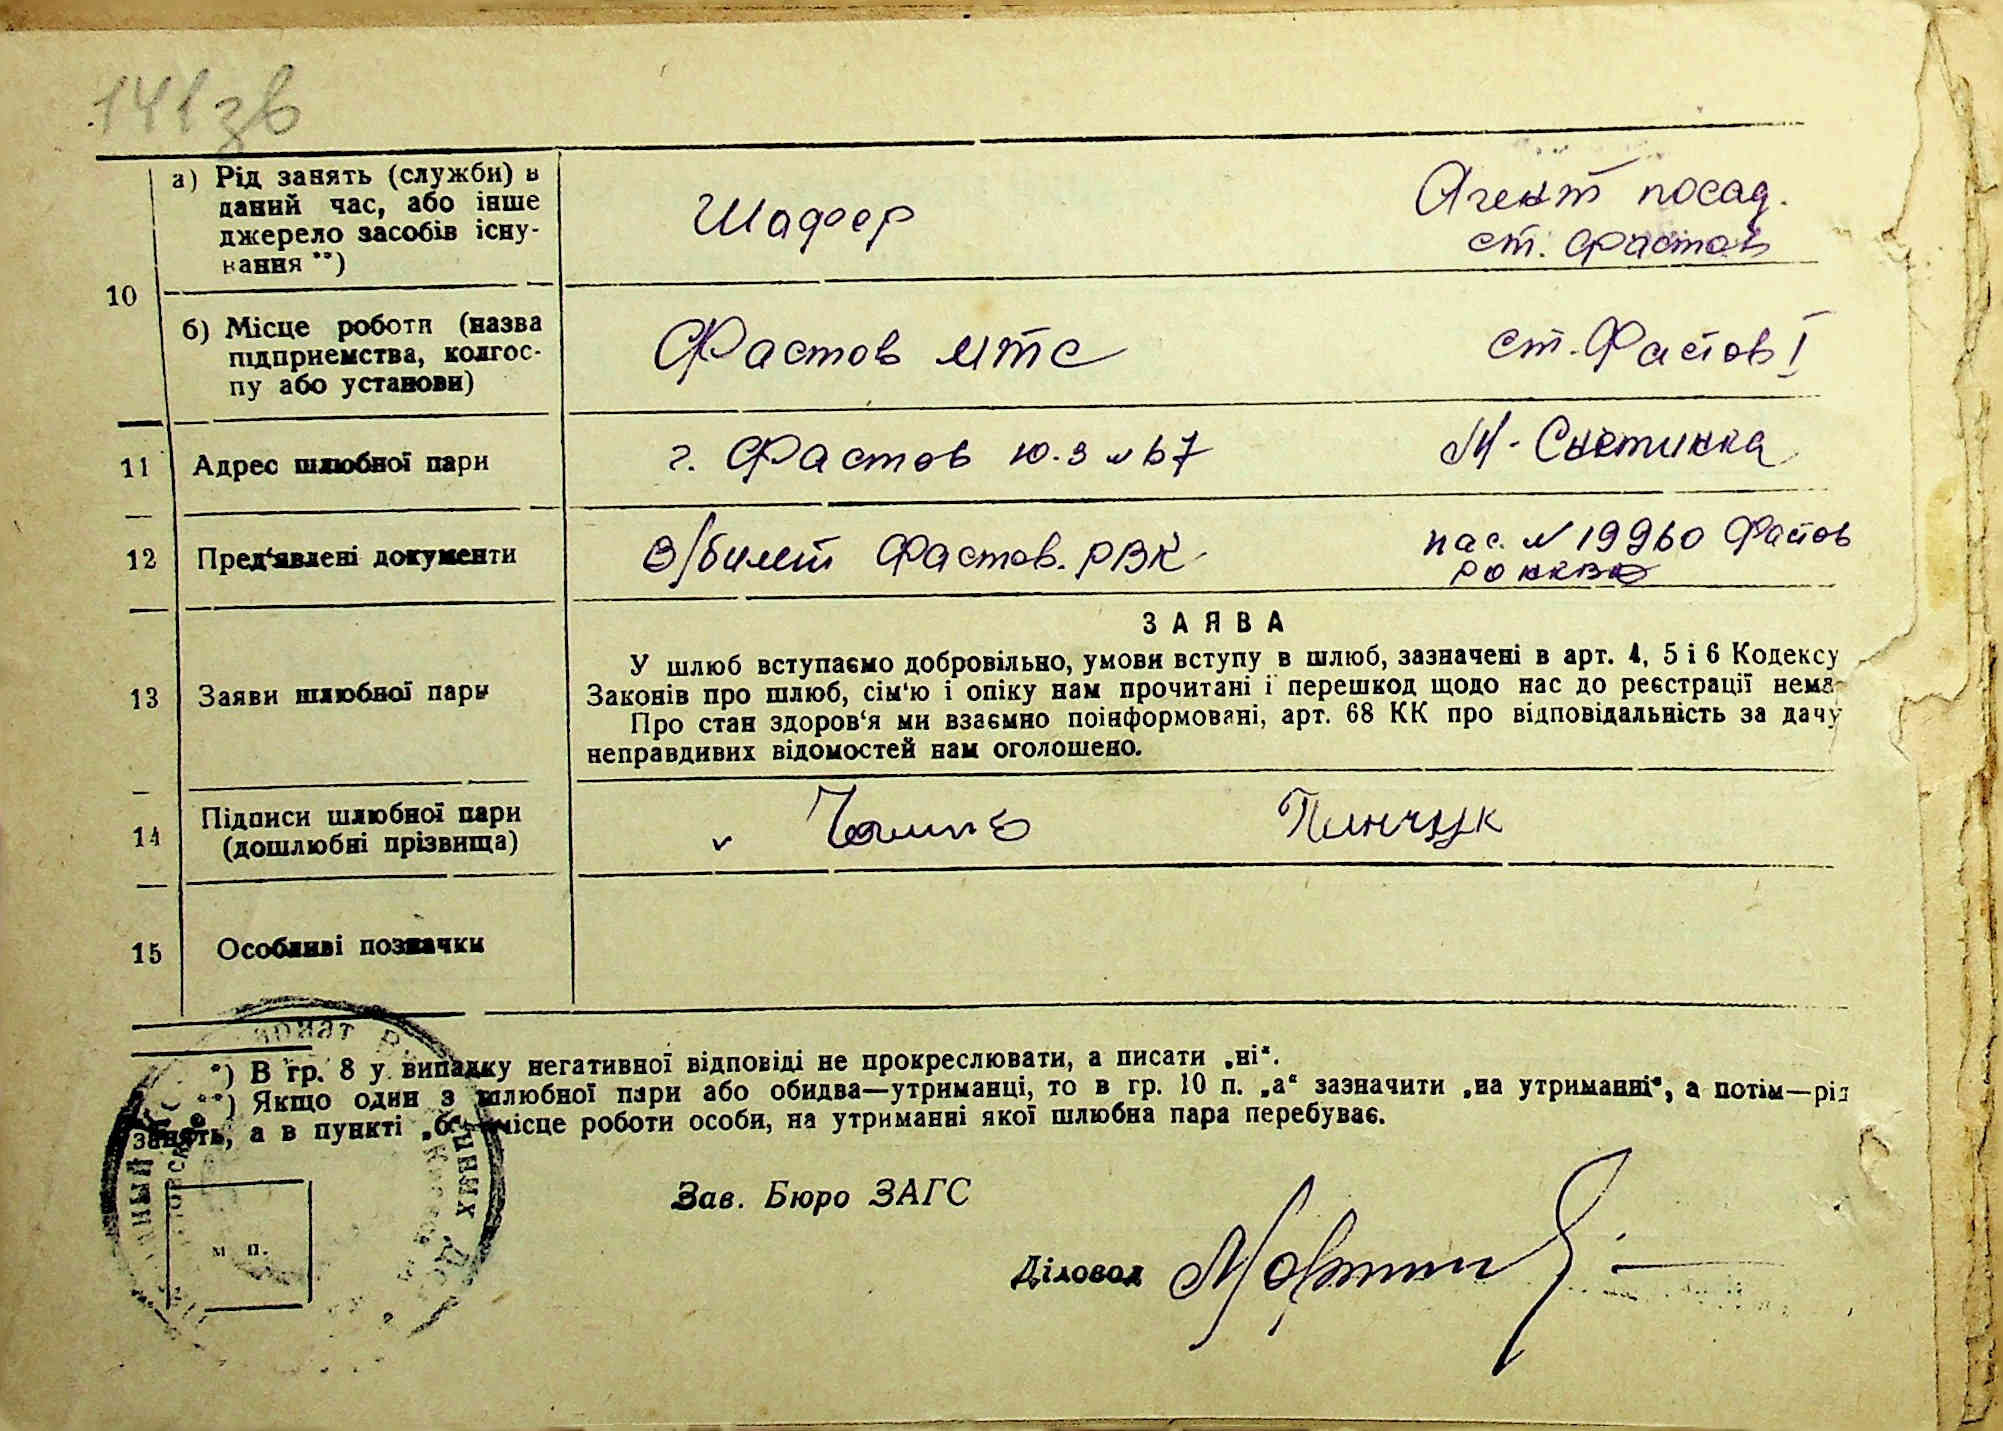 141 зв
10
а) Рід занять (служби) в
даний час, або інше
джерело засобів існу-
вання **)
Шофер
Агент посад.
ст. Фастов
б) Місце роботи (назва
підприємства, колгос-
пу або установи)
Фастов МТС
ст. Фастов I
11 Адрес шлюбної пари
г. Фастов ю.з № 67
М-Снетинка
12 Пред'явлені документи
В/билет Фастов. РВК
пас. № 19960 Фастов
РО НКВД
13 Заяви шлюбної пари
ЗАЯВА
У шлюб вступаємо добровільно, умови вступу в шлюб, зазначені в арт. 4, 5 і 6 Кодексу
Законів про шлюб, сім'ю і опіку нам прочитані і перешкод щодо нас до реєстрації нема
Про стан здоров'я ми взаємно поінформовані, арт. 68 КК про відповідальність за дачу
неправдивих відомостей нам оголошено.
14 Підписи шлюбної пари
(дошлюбні прізвища)
Пинчук
15 Особливі позначки
*) В гр. 8 у випадку негативної відповіді не прокреслювати, а писати „ні“.
**) Якщо один з шлюбної пари або обидва—утриманці, то в гр. 10 п. „а“ зазначити „на утриманні“, а потім—рід
занять, а в пункті „б“ місце роботи особи, на утриманні якої шлюбна пара перебуває.
Зав. Бюро ЗАГС
Діловод
м п.